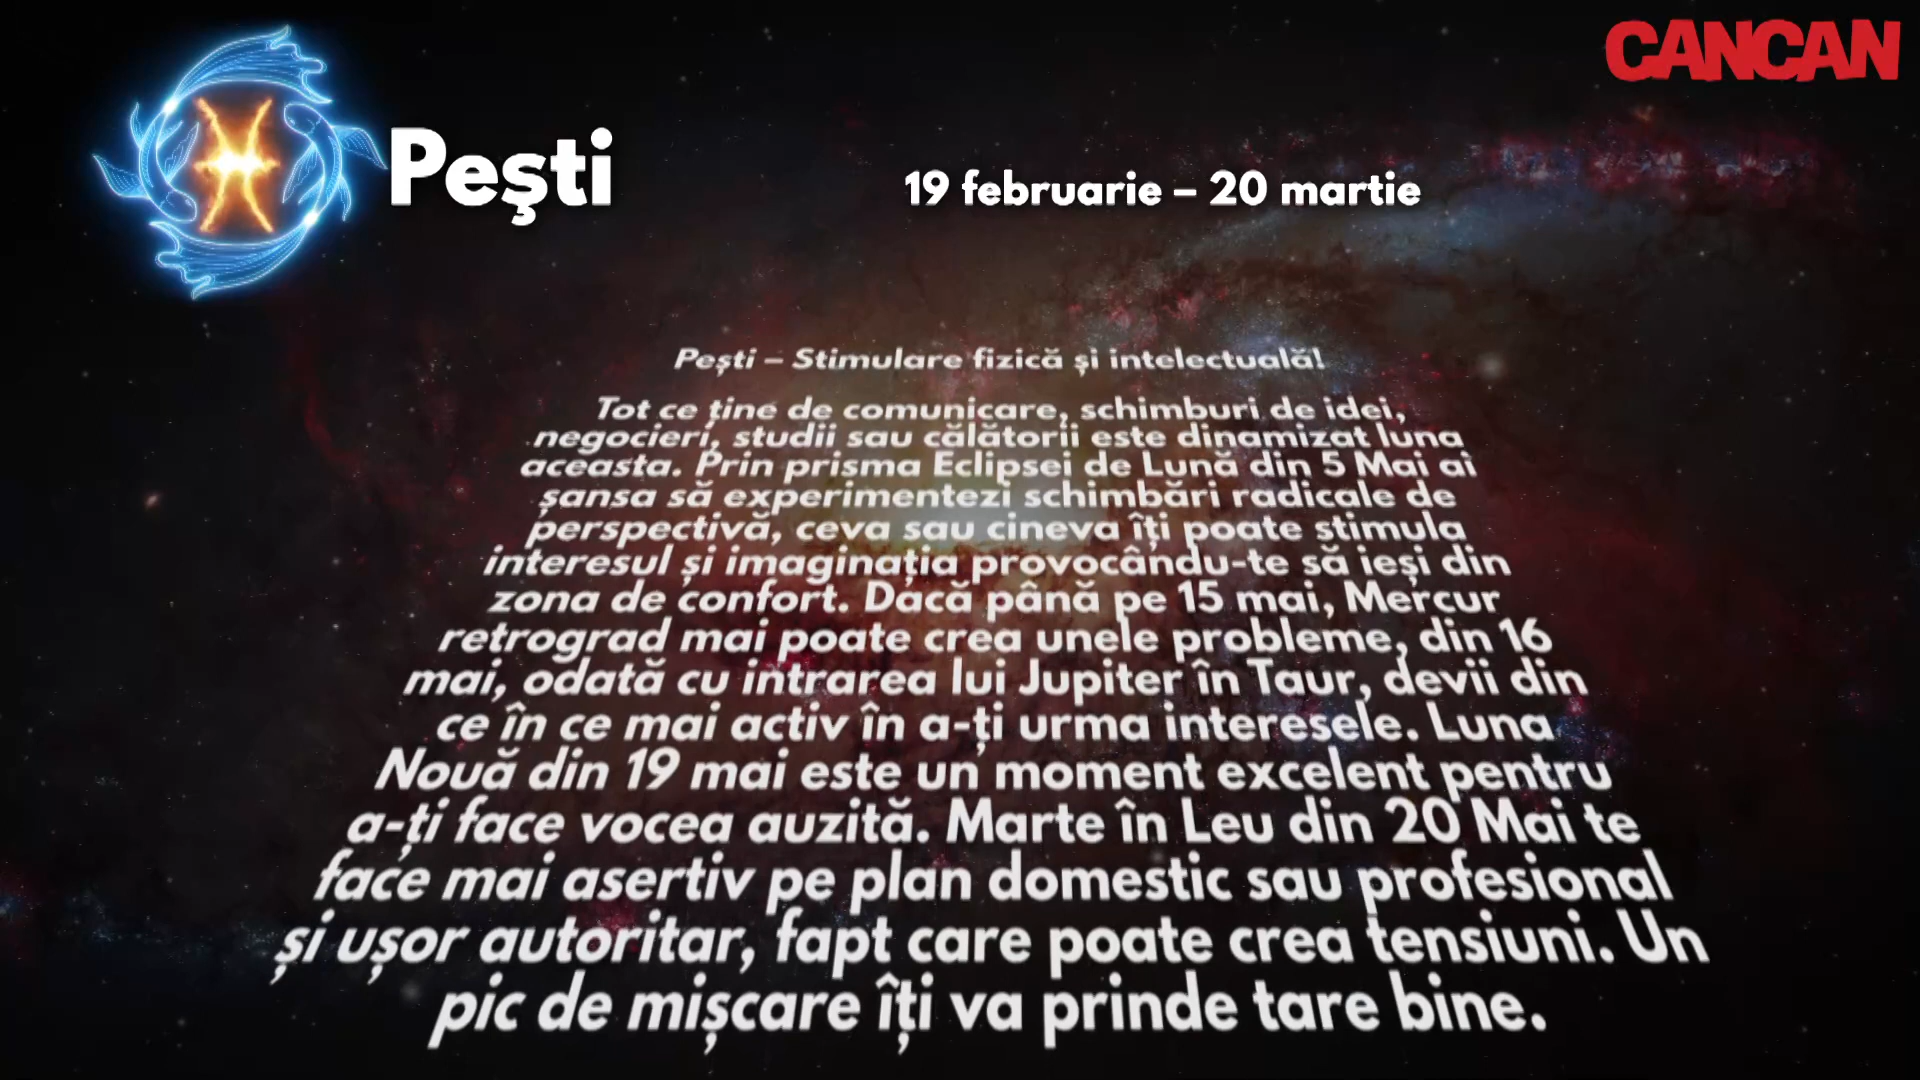 CANCAN
Pești
19 februarie – 20 martie
Pești – Stimulare fizică și intelectuală!
Tot ce ține de comunicare, schimburi de idei,
negocieri, studii sau călătorii este dinamizat luna
aceasta. Prin prisma Eclipsei de Lună din 5 Mai ai
șansa să experimentezi schimbări radicale de
perspectivă, ceva sau cineva îți poate stimula
interesul și imaginația provocându-te să ieși din
zona de confort. Dacă până pe 15 mai, Mercur
retrograd mai poate crea unele probleme, din 16
mai, odată cu intrarea lui Jupiter în Taur, devii din
ce în ce mai activ în a-ți urma interesele. Luna
Nouă din 19 mai este un moment excelent pentru
a-ți face vocea auzită. Marte în Leu din 20 Mai te
face mai asertiv pe plan domestic sau profesional
și ușor autoritar, fapt care poate crea tensiuni. Un
pic de mișcare îți va prinde tare bine.